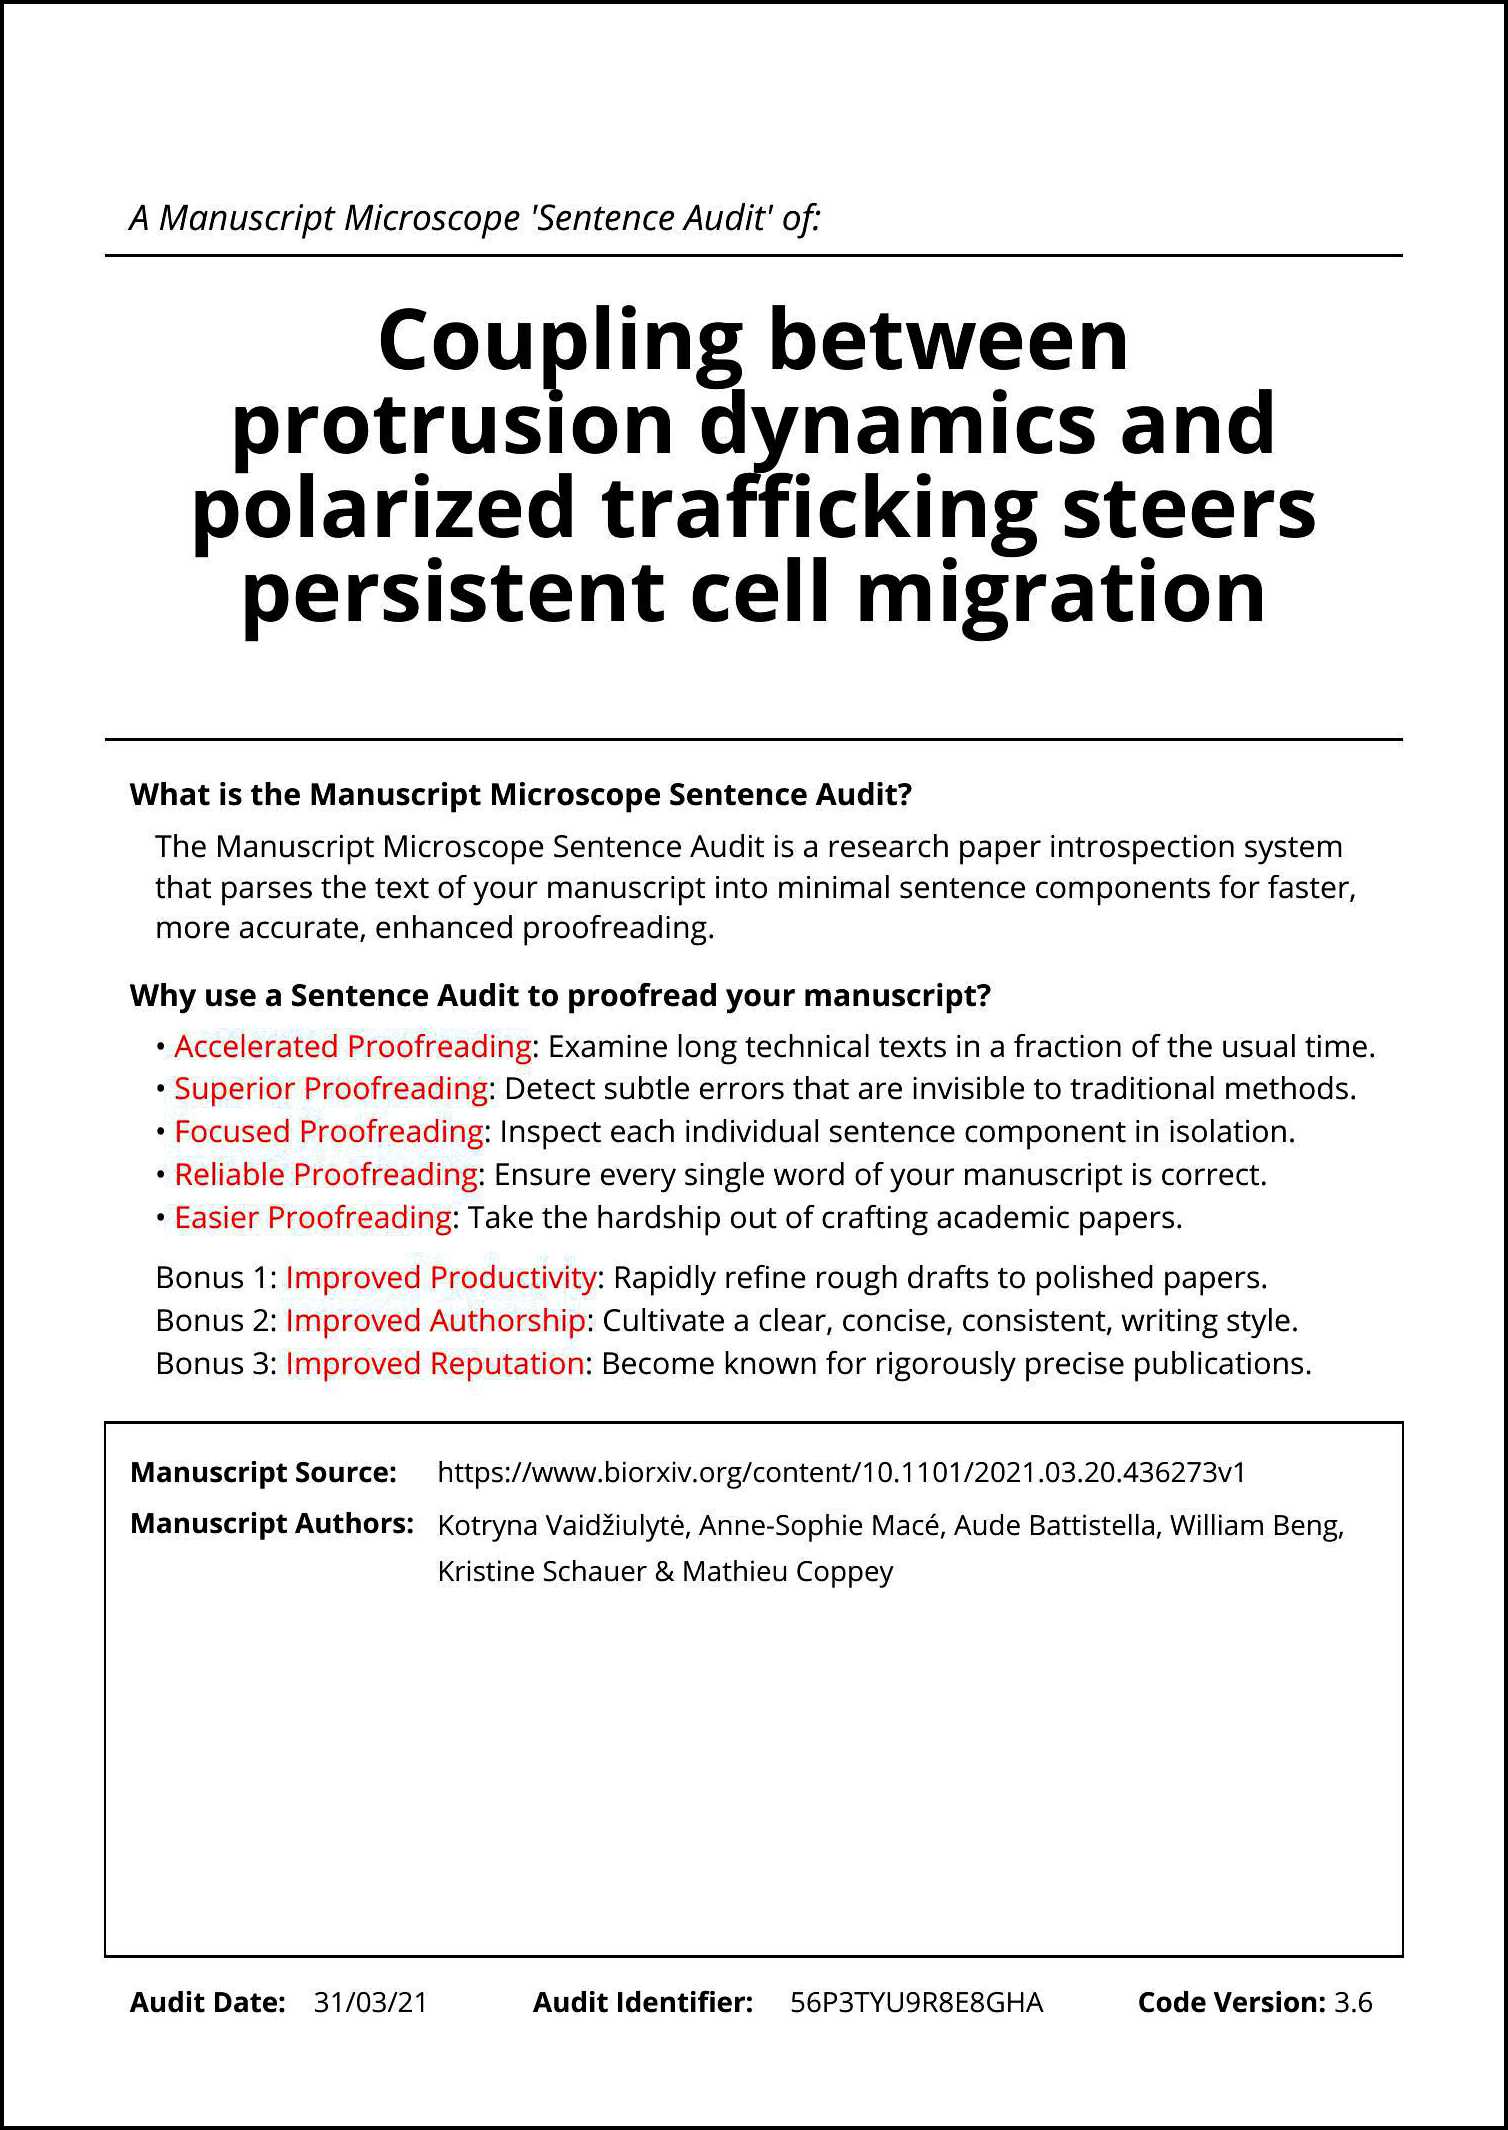 A Manuscript Microscope 'Sentence Audit' of:
Coupling between
protrusion dynamics and
polarized trafficking steers
persistent cell migration
What is the Manuscript Microscope Sentence Audit?
The Manuscript Microscope Sentence Audit is a research paper introspection system
that parses the text of your manuscript into minimal sentence components for faster,
more accurate, enhanced proofreading.
Why use a Sentence Audit to proofread your manuscript?
• Accelerated Proofreading: Examine long technical texts in a fraction of the usual time.
• Superior Proofreading: Detect subtle errors that are invisible to traditional methods.
• Focused Proofreading: Inspect each individual sentence component in isolation.
• Reliable Proofreading: Ensure every single word of your manuscript is correct.
• Easier Proofreading: Take the hardship out of crafting academic papers.
Bonus 1: Improved Productivity: Rapidly refine rough drafts to polished papers.
Bonus 2: Improved Authorship: Cultivate a clear, concise, consistent, writing style.
Bonus 3: Improved Reputation: Become known for rigorously precise publications.
Manuscript Source: https://www.biorxiv.org/content/10.1101/2021.03.20.436273v1
Manuscript Authors: Kotryna Vaidžiulytė, Anne-Sophie Macé, Aude Battistella, William Beng,
Kristine Schauer & Mathieu Coppey
Audit Date: 31/03/21 Audit Identifier: 56P3TYU9R8E8GHA Code Version: 3.6